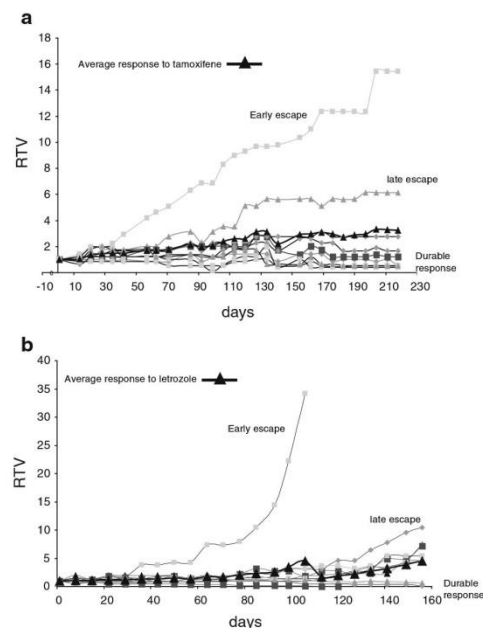 a
18
16
14
12
10
8
6
4
2
0
RTV
Average response to tamoxifene
Early escape
late escape
Durable
response
-10 10 30 50 70 90 110 130 150 170 190 210 230
days
b
40
35
30
25
20
15
10
5
0
RTV
Average response to letrozole
Early escape
late escape
Durable
response
0 20 40 60 80 100 120 140 160
days